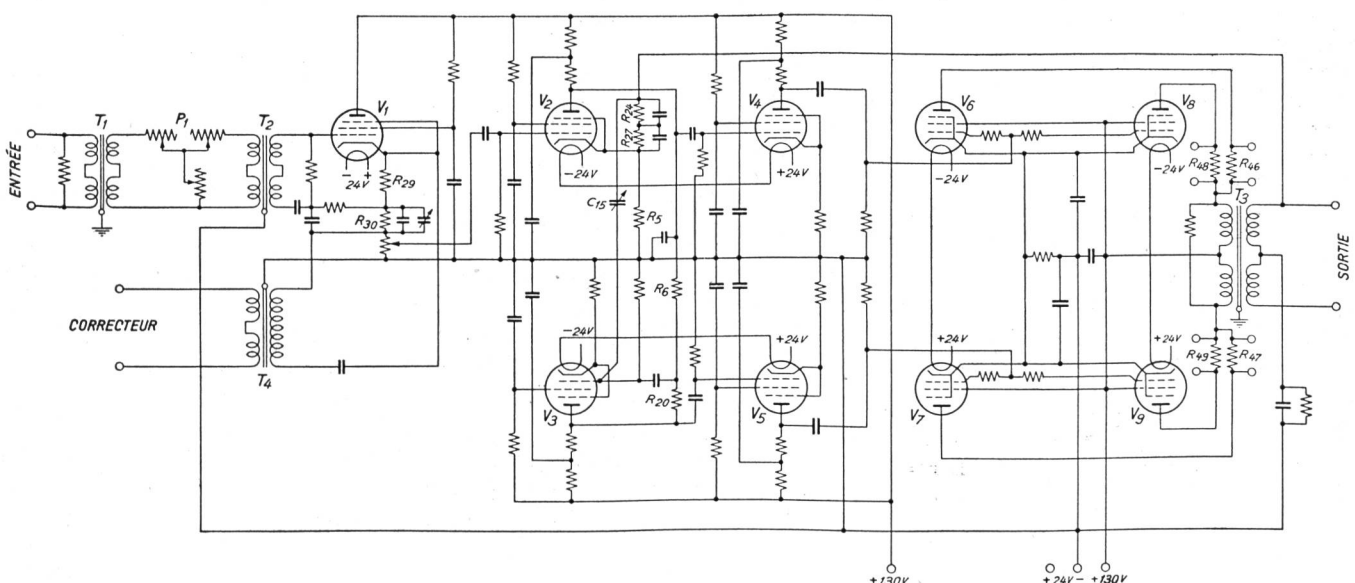 ENTRÉE
T1
P1
T2
V1
-
24V
+
R29
R30
CORRECTEUR
T4
V2
-24V
R24
R27
C15
R5
R6
V3
-24V
R20
V4
+24V
V5
+24V
V6
-24V
V8
-24V
R48
R46
T3
SORTIE
V7
+24V
V9
+24V
R49
R47
+130V
+24V - +130V